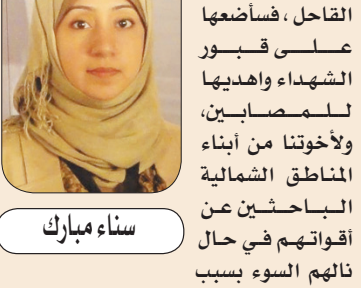 القاحل ، فسأضعها
على قبور
الشهداء واهديها
للمصابين،
ولأخوتنا من أبناء
المناطق الشمالية
الباحثين عن
أقواتهم في حال
نالهم السوء بسبب
سناء مبارك